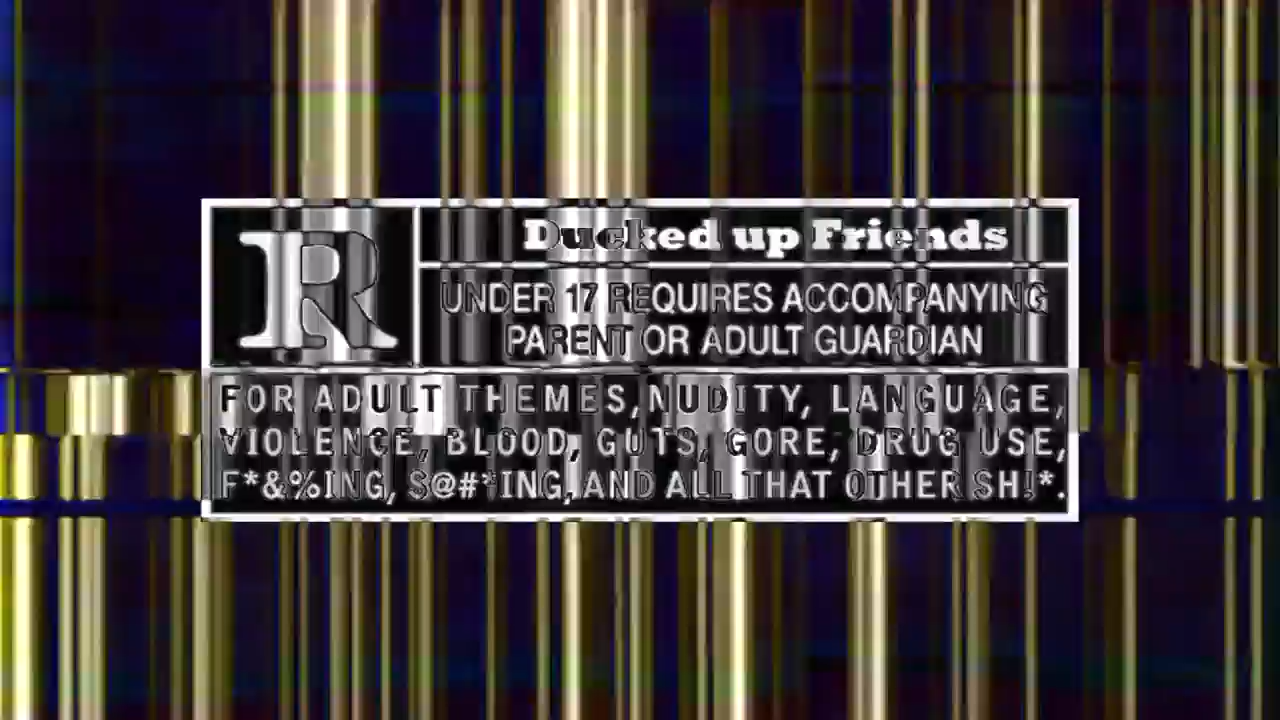 R
Ducked up Friends
UNDER 17 REQUIRES ACCOMPANYING
PARENT OR ADULT GUARDIAN
FOR ADULT THEMES, NUDITY, LANGUAGE,
VIOLENCE, BLOOD, GUTS, GORE, DRUG USE,
F*&%ING, S@#*ING, AND ALL THAT OTHER SH!*.